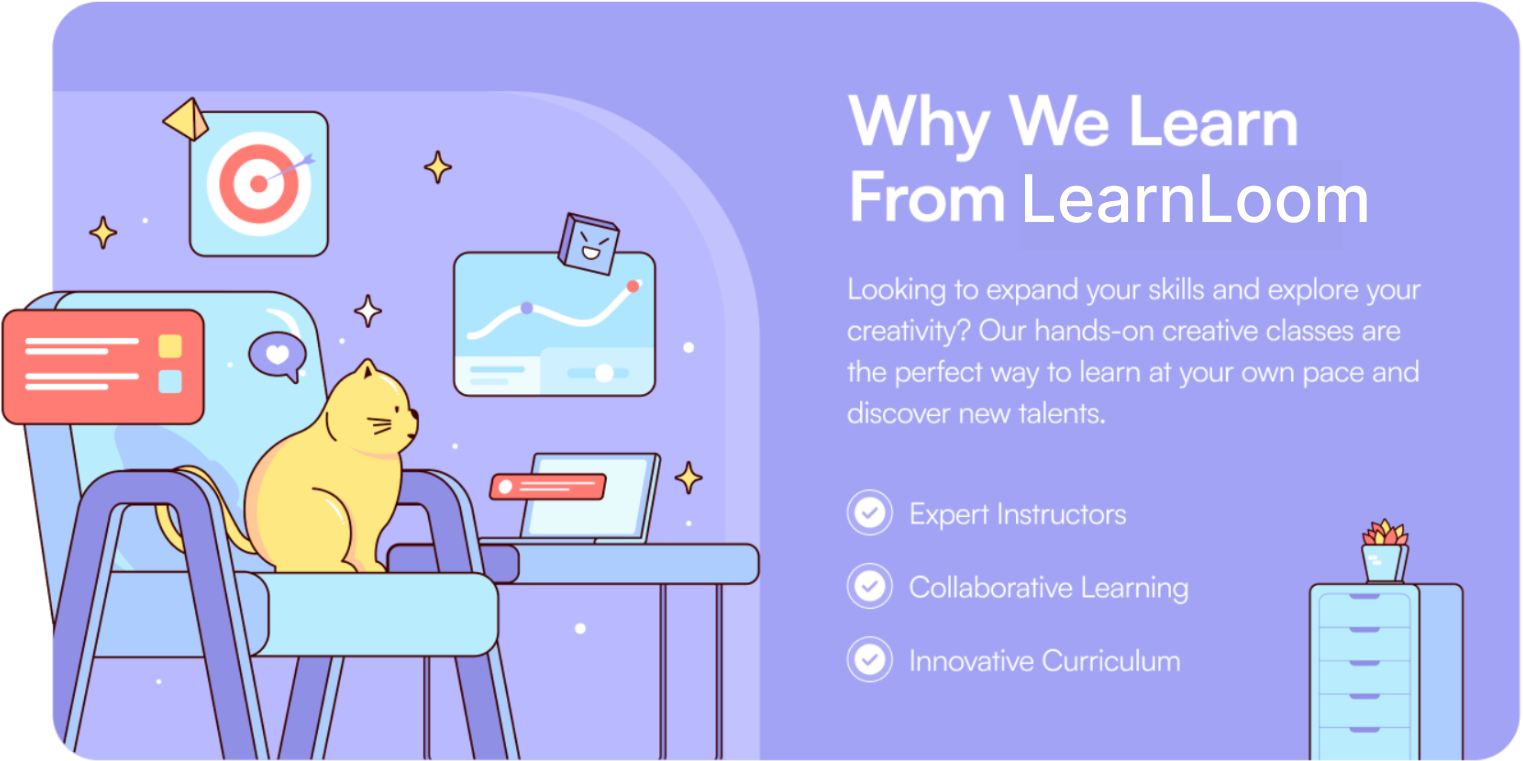 Why We Learn
From LearnLoom
Looking to expand your skills and explore your
creativity? Our hands-on creative classes are
the perfect way to learn at your own pace and
discover new talents.
Expert Instructors
Collaborative Learning
Innovative Curriculum